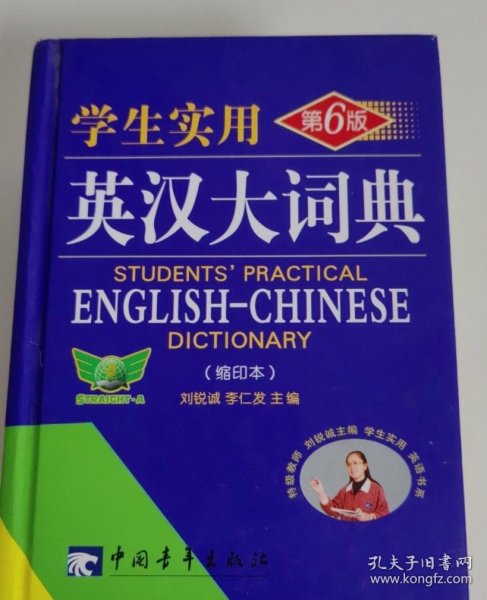 学生实用
第6版
英汉大词典
STUDENTS' PRACTICAL
ENGLISH-CHINESE
DICTIONARY
(缩印本)
刘锐诚 李仁发 主编
STRAIGHT·A
特级教师 刘锐诚主编 学生实用 英语书系
中国青年出版社
孔夫子旧书网
www.kongfz.com